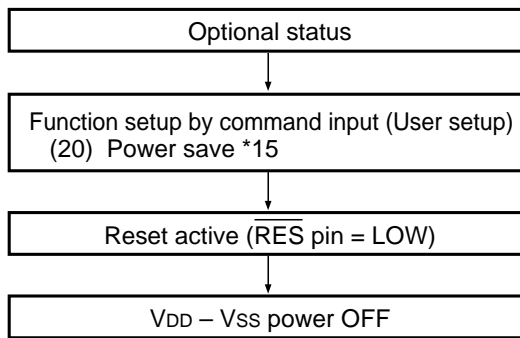 Optional status
Function setup by command input (User setup)
(20) Power save *15
Reset active (RES pin = LOW)
VDD – VSS power OFF